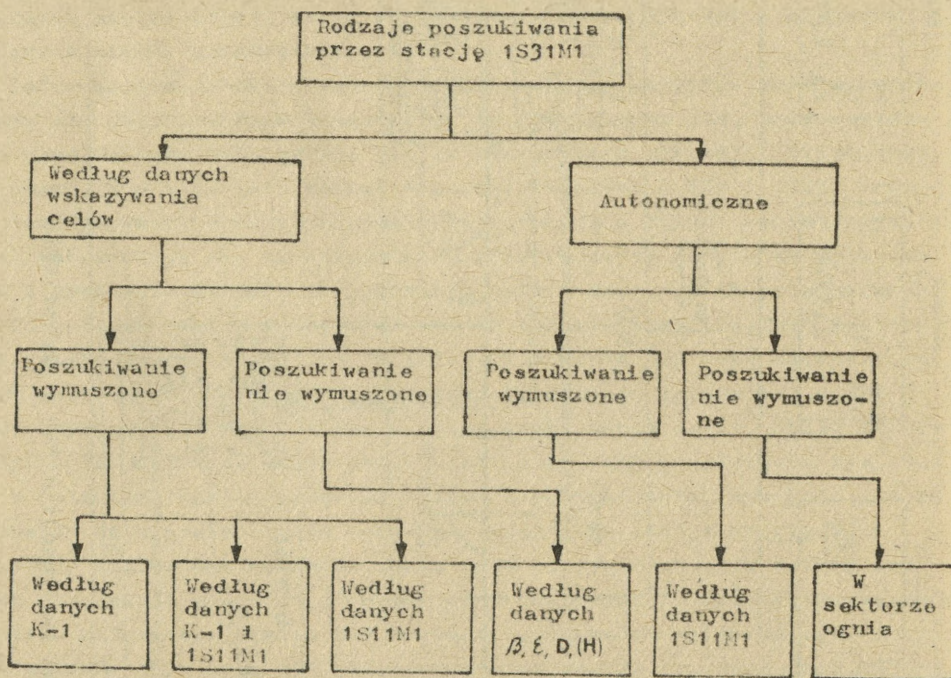 Rodzaje poszukiwania
przez stację 1S31M1
Według danych
wskazywania
celów
Autonomiczne
Poszukiwanie
wymuszone
Poszukiwanie
nie wymuszone
Poszukiwanie
wymuszone
Poszukiwanie
nie wymuszo-
ne
Według
danych
K-1
Według
danych
K-1 i
1S11M1
Według
danych
1S11M1
Według
danych
β, ε, D, (H)
Według
danych
1S11M1
W
sektorze
ognia